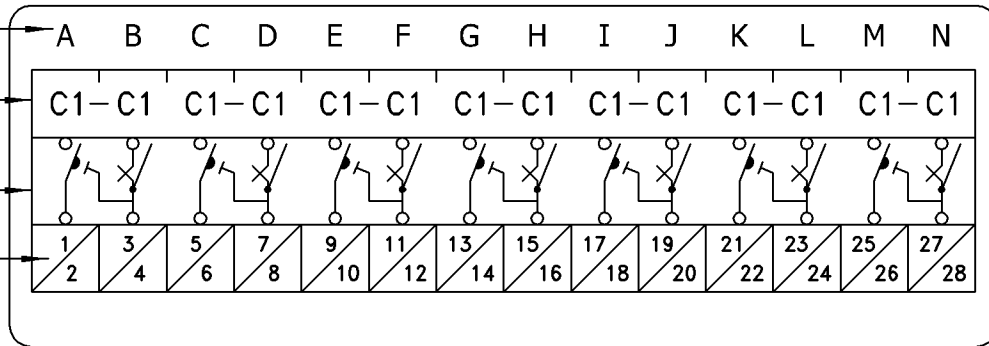 A B C D E F G H I J K L M N
C1-C1 C1-C1 C1-C1 C1-C1 C1-C1 C1-C1 C1-C1
1 3 5 7 9 11 13 15 17 19 21 23 25 27
2 4 6 8 10 12 14 16 18 20 22 24 26 28